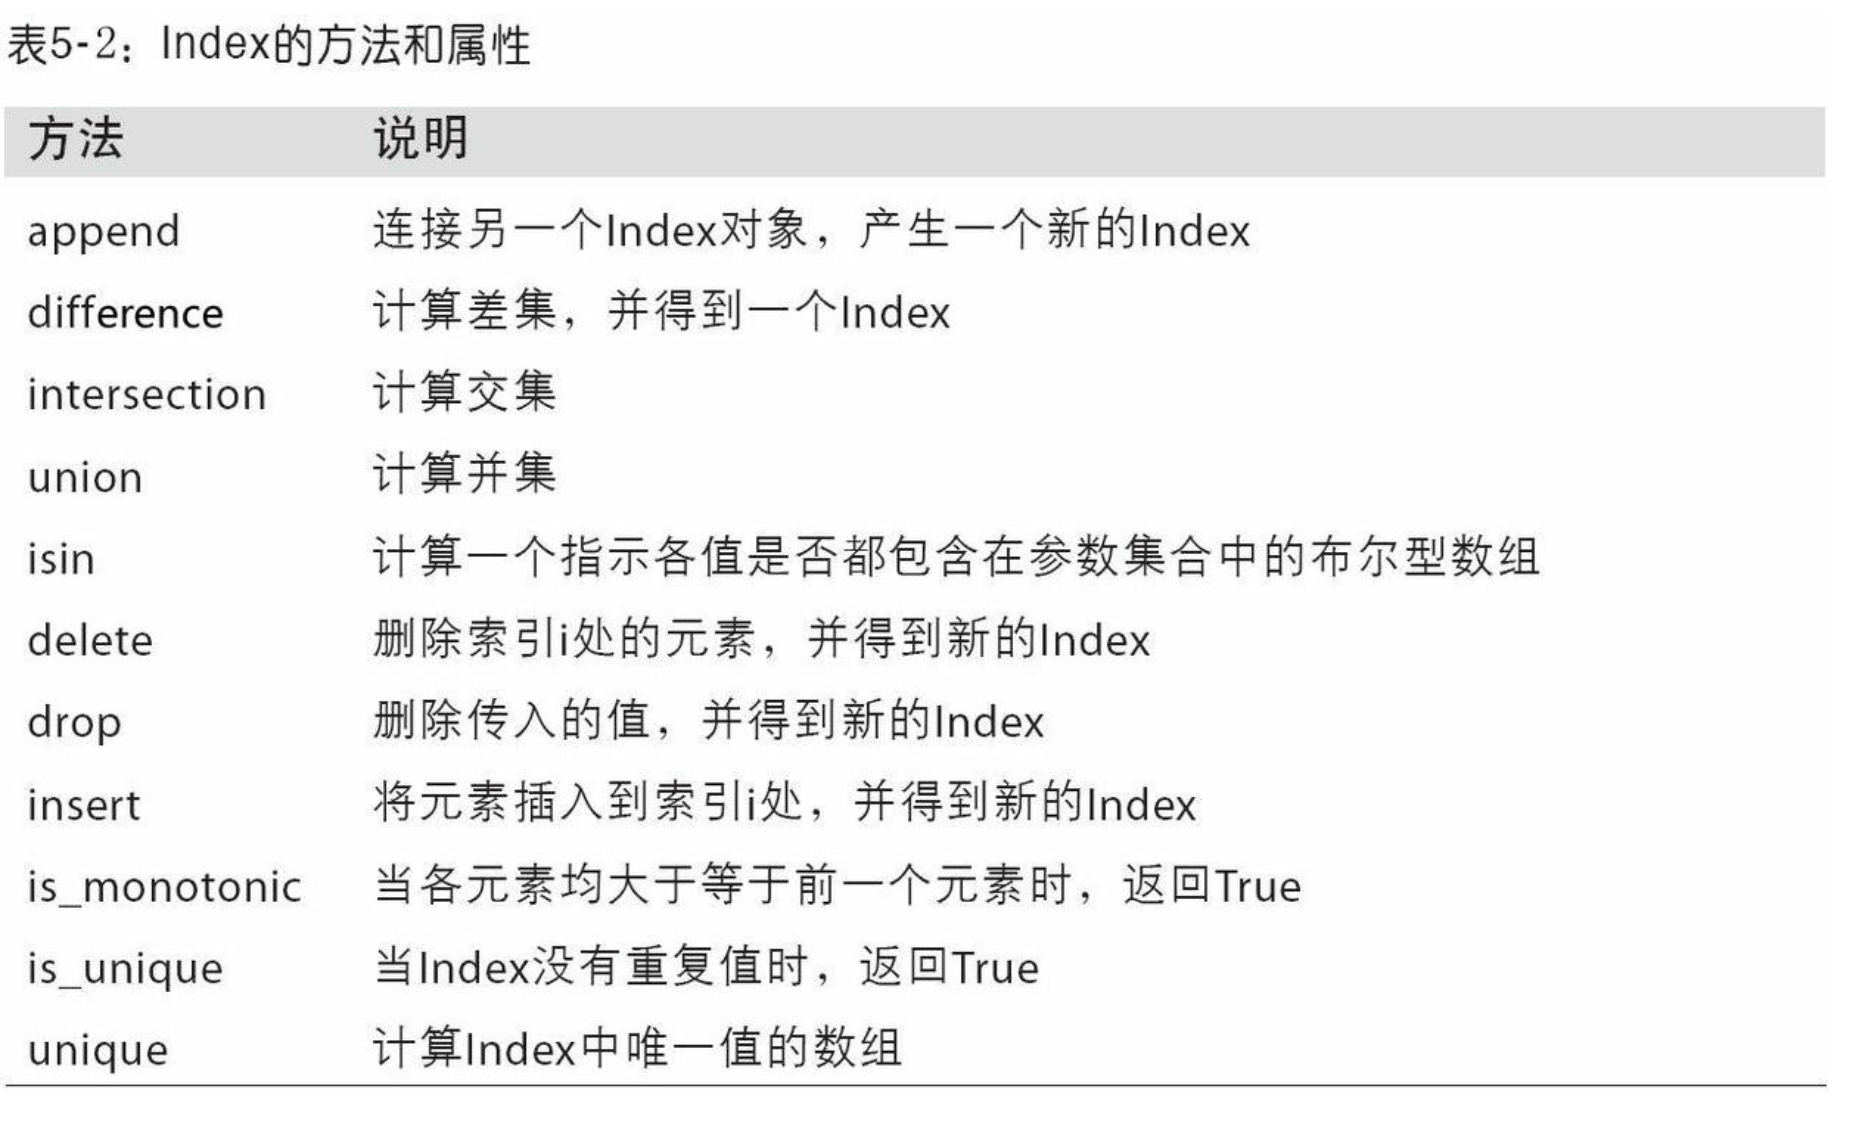 表5-2：Index的方法和属性
方法 说明
append 连接另一个Index对象，产生一个新的Index
difference 计算差集，并得到一个Index
intersection 计算交集
union 计算并集
isin 计算一个指示各值是否都包含在参数集合中的布尔型数组
delete 删除索引i处的元素，并得到新的Index
drop 删除传入的值，并得到新的Index
insert 将元素插入到索引i处，并得到新的Index
is_monotonic 当各元素均大于等于前一个元素时，返回True
is_unique 当Index没有重复值时，返回True
unique 计算Index中唯一值的数组